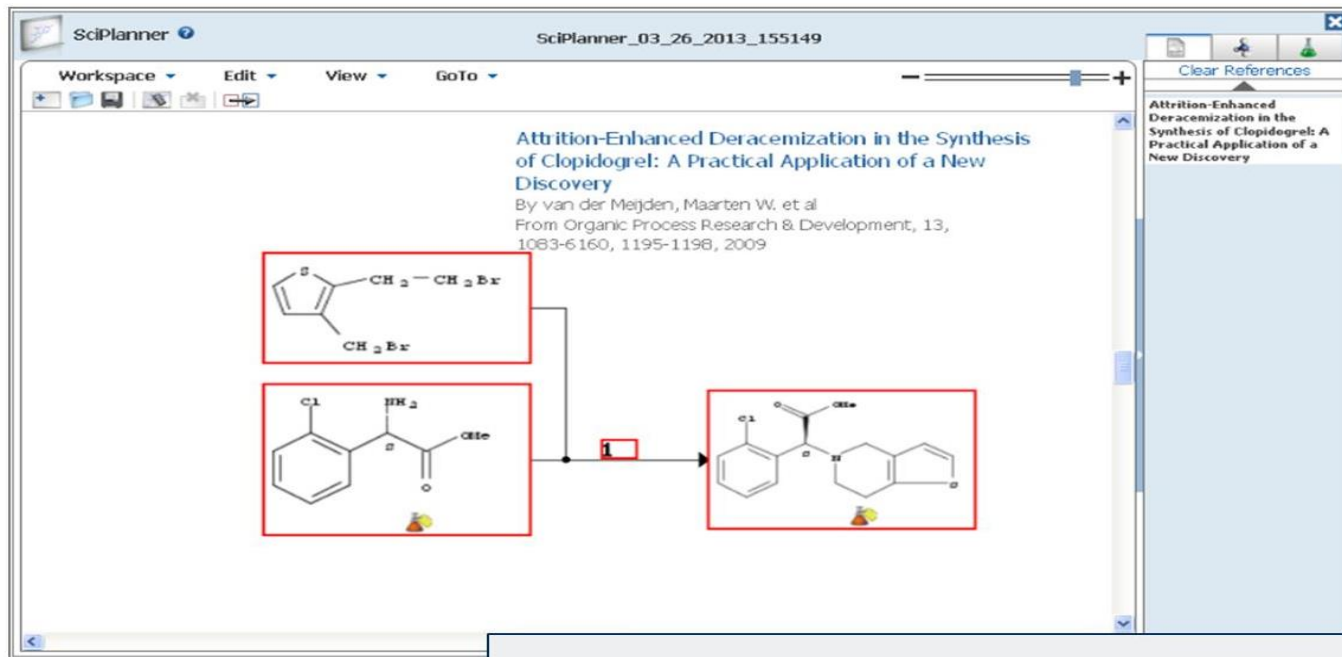 SciPlanner ?
SciPlanner_03_26_2013_155149
Workspace Edit View GoTo
Clear References
Attrition-Enhanced
Deracemization in the
Synthesis of Clopidogrel: A
Practical Application of a
New Discovery
Attrition-Enhanced Deracemization in the Synthesis
of Clopidogrel: A Practical Application of a New
Discovery
By van der Meijden, Maarten W. et al
From Organic Process Research & Development, 13,
1083-6160, 1195-1198, 2009
S
CH2—CH2Br
CH2Br
Cl NH2
OMe
S
O
1
O OMe
Cl
S N
S